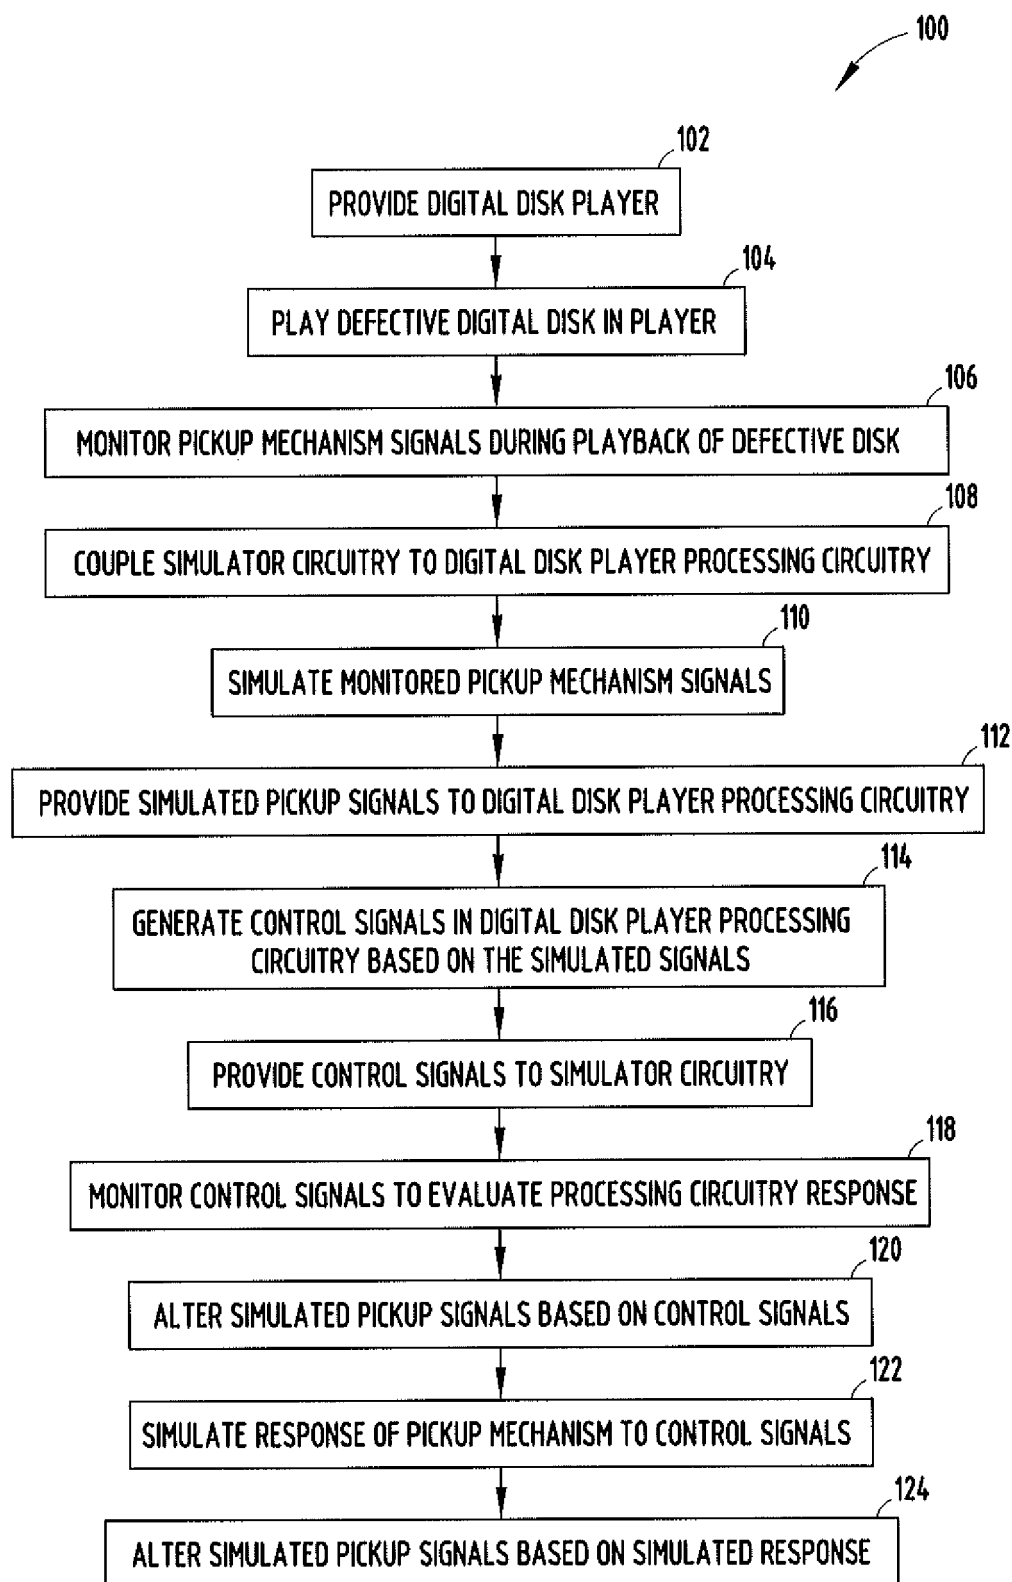 100
102
PROVIDE DIGITAL DISK PLAYER
104
PLAY DEFECTIVE DIGITAL DISK IN PLAYER
106
MONITOR PICKUP MECHANISM SIGNALS DURING PLAYBACK OF DEFECTIVE DISK
108
COUPLE SIMULATOR CIRCUITRY TO DIGITAL DISK PLAYER PROCESSING CIRCUITRY
110
SIMULATE MONITORED PICKUP MECHANISM SIGNALS
112
PROVIDE SIMULATED PICKUP SIGNALS TO DIGITAL DISK PLAYER PROCESSING CIRCUITRY
114
GENERATE CONTROL SIGNALS IN DIGITAL DISK PLAYER PROCESSING
CIRCUITRY BASED ON THE SIMULATED SIGNALS
116
PROVIDE CONTROL SIGNALS TO SIMULATOR CIRCUITRY
118
MONITOR CONTROL SIGNALS TO EVALUATE PROCESSING CIRCUITRY RESPONSE
120
ALTER SIMULATED PICKUP SIGNALS BASED ON CONTROL SIGNALS
122
SIMULATE RESPONSE OF PICKUP MECHANISM TO CONTROL SIGNALS
124
ALTER SIMULATED PICKUP SIGNALS BASED ON SIMULATED RESPONSE